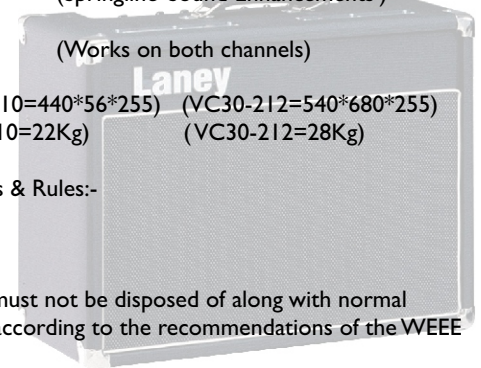 (Works on both channels)
Laney
10=440*56*255) (VC30-212=540*680*255)
10=22Kg) (VC30-212=28Kg)
& Rules:-
must not be disposed of along with normal
according to the recommendations of the WEEE